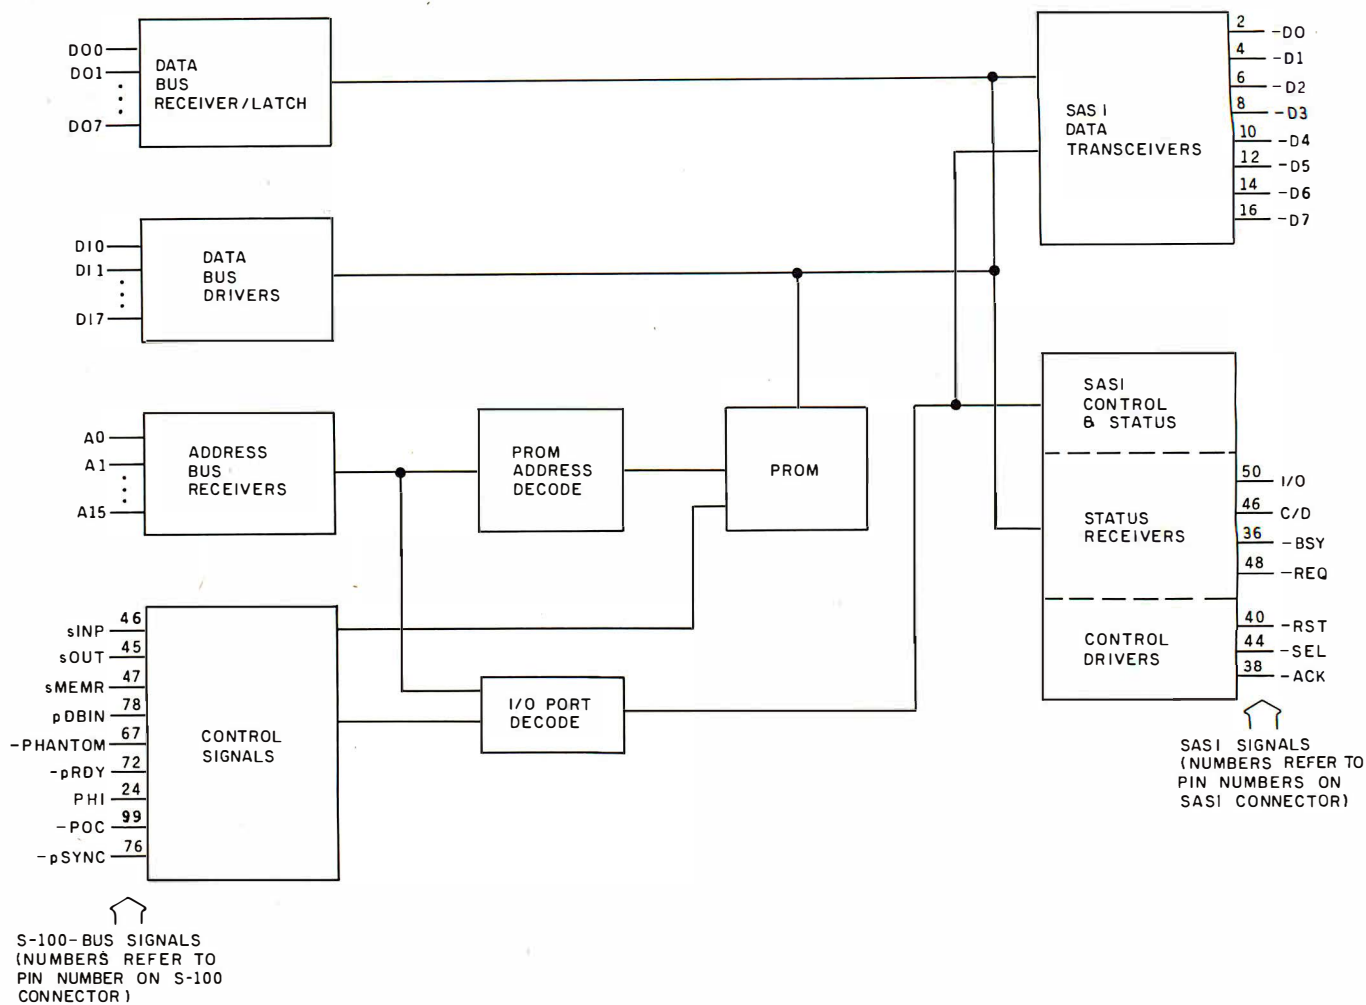 DO0
DO1
DO7
DATA
BUS
RECEIVER/LATCH
SASI
DATA
TRANSCEIVERS
2 -D0
4 -D1
6 -D2
8 -D3
10 -D4
12 -D5
14 -D6
16 -D7
DI0
DI1
DI7
DATA
BUS
DRIVERS
A0
A1
A15
ADDRESS
BUS
RECEIVERS
PROM
ADDRESS
DECODE
PROM
SASI
CONTROL
& STATUS
STATUS
RECEIVERS
CONTROL
DRIVERS
50 I/O
46 C/D
36 -BSY
48 -REQ
40 -RST
44 -SEL
38 -ACK
sINP 46
sOUT 45
sMEMR 47
pDBIN 78
-PHANTOM 67
-pRDY 72
PHI 24
-POC 99
-pSYNC 76
CONTROL
SIGNALS
I/O PORT
DECODE
SASI SIGNALS
(NUMBERS REFER TO
PIN NUMBERS ON
SASI CONNECTOR)
S-100-BUS SIGNALS
(NUMBERS REFER TO
PIN NUMBER ON S-100
CONNECTOR)